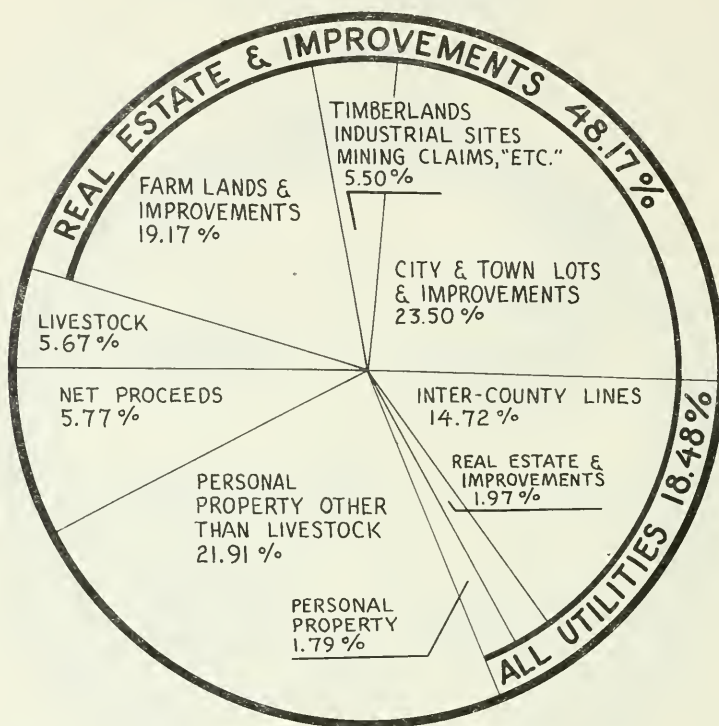 REAL ESTATE & IMPROVEMENTS 48.17%
TIMBERLANDS
INDUSTRIAL SITES
MINING CLAIMS, "ETC."
5.50%
FARM LANDS &
IMPROVEMENTS
19.17 %
CITY & TOWN LOTS
& IMPROVEMENTS
23.50 %
LIVESTOCK
5.67 %
NET PROCEEDS
5.77 %
INTER-COUNTY LINES
14.72 %
REAL ESTATE &
IMPROVEMENTS
1.97 %
PERSONAL
PROPERTY OTHER
THAN LIVESTOCK
21.91 %
PERSONAL
PROPERTY
1.79 %
ALL UTILITIES 18.48%